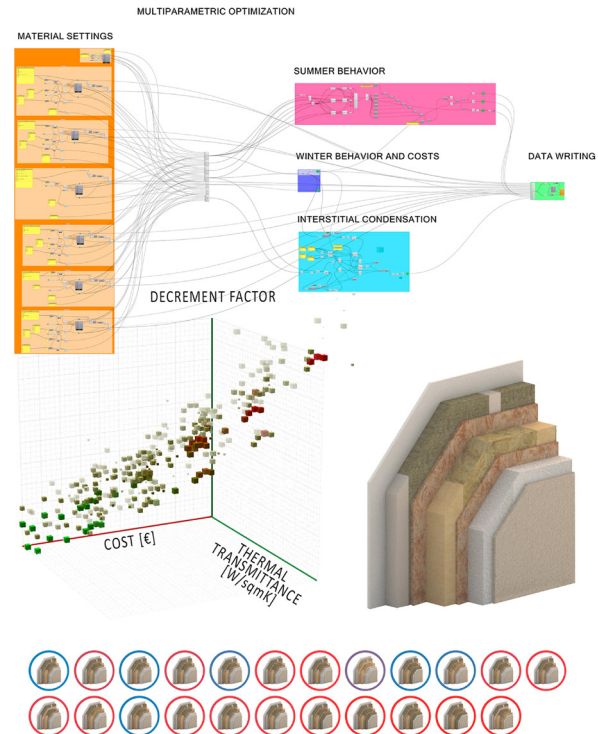 MULTIPARAMETRIC OPTIMIZATION
MATERIAL SETTINGS
SUMMER BEHAVIOR
WINTER BEHAVIOR AND COSTS
DATA WRITING
INTERSTITIAL CONDENSATION
DECREMENT FACTOR
COST [€]
THERMAL
TRANSMITTANCE
[W/sqmK]